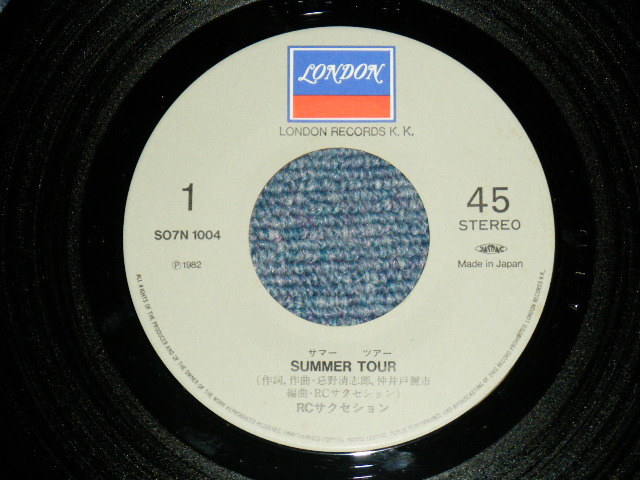 LONDON
LONDON RECORDS K.K.
1
45
STEREO
SO7N 1004
JASRAC
Ⓟ1982
Made in Japan
サマー ツアー
SUMMER TOUR
(作詞,作曲・忌野清志郎,仲井戸麗市
編曲・RCサクセション)
RCサクセション